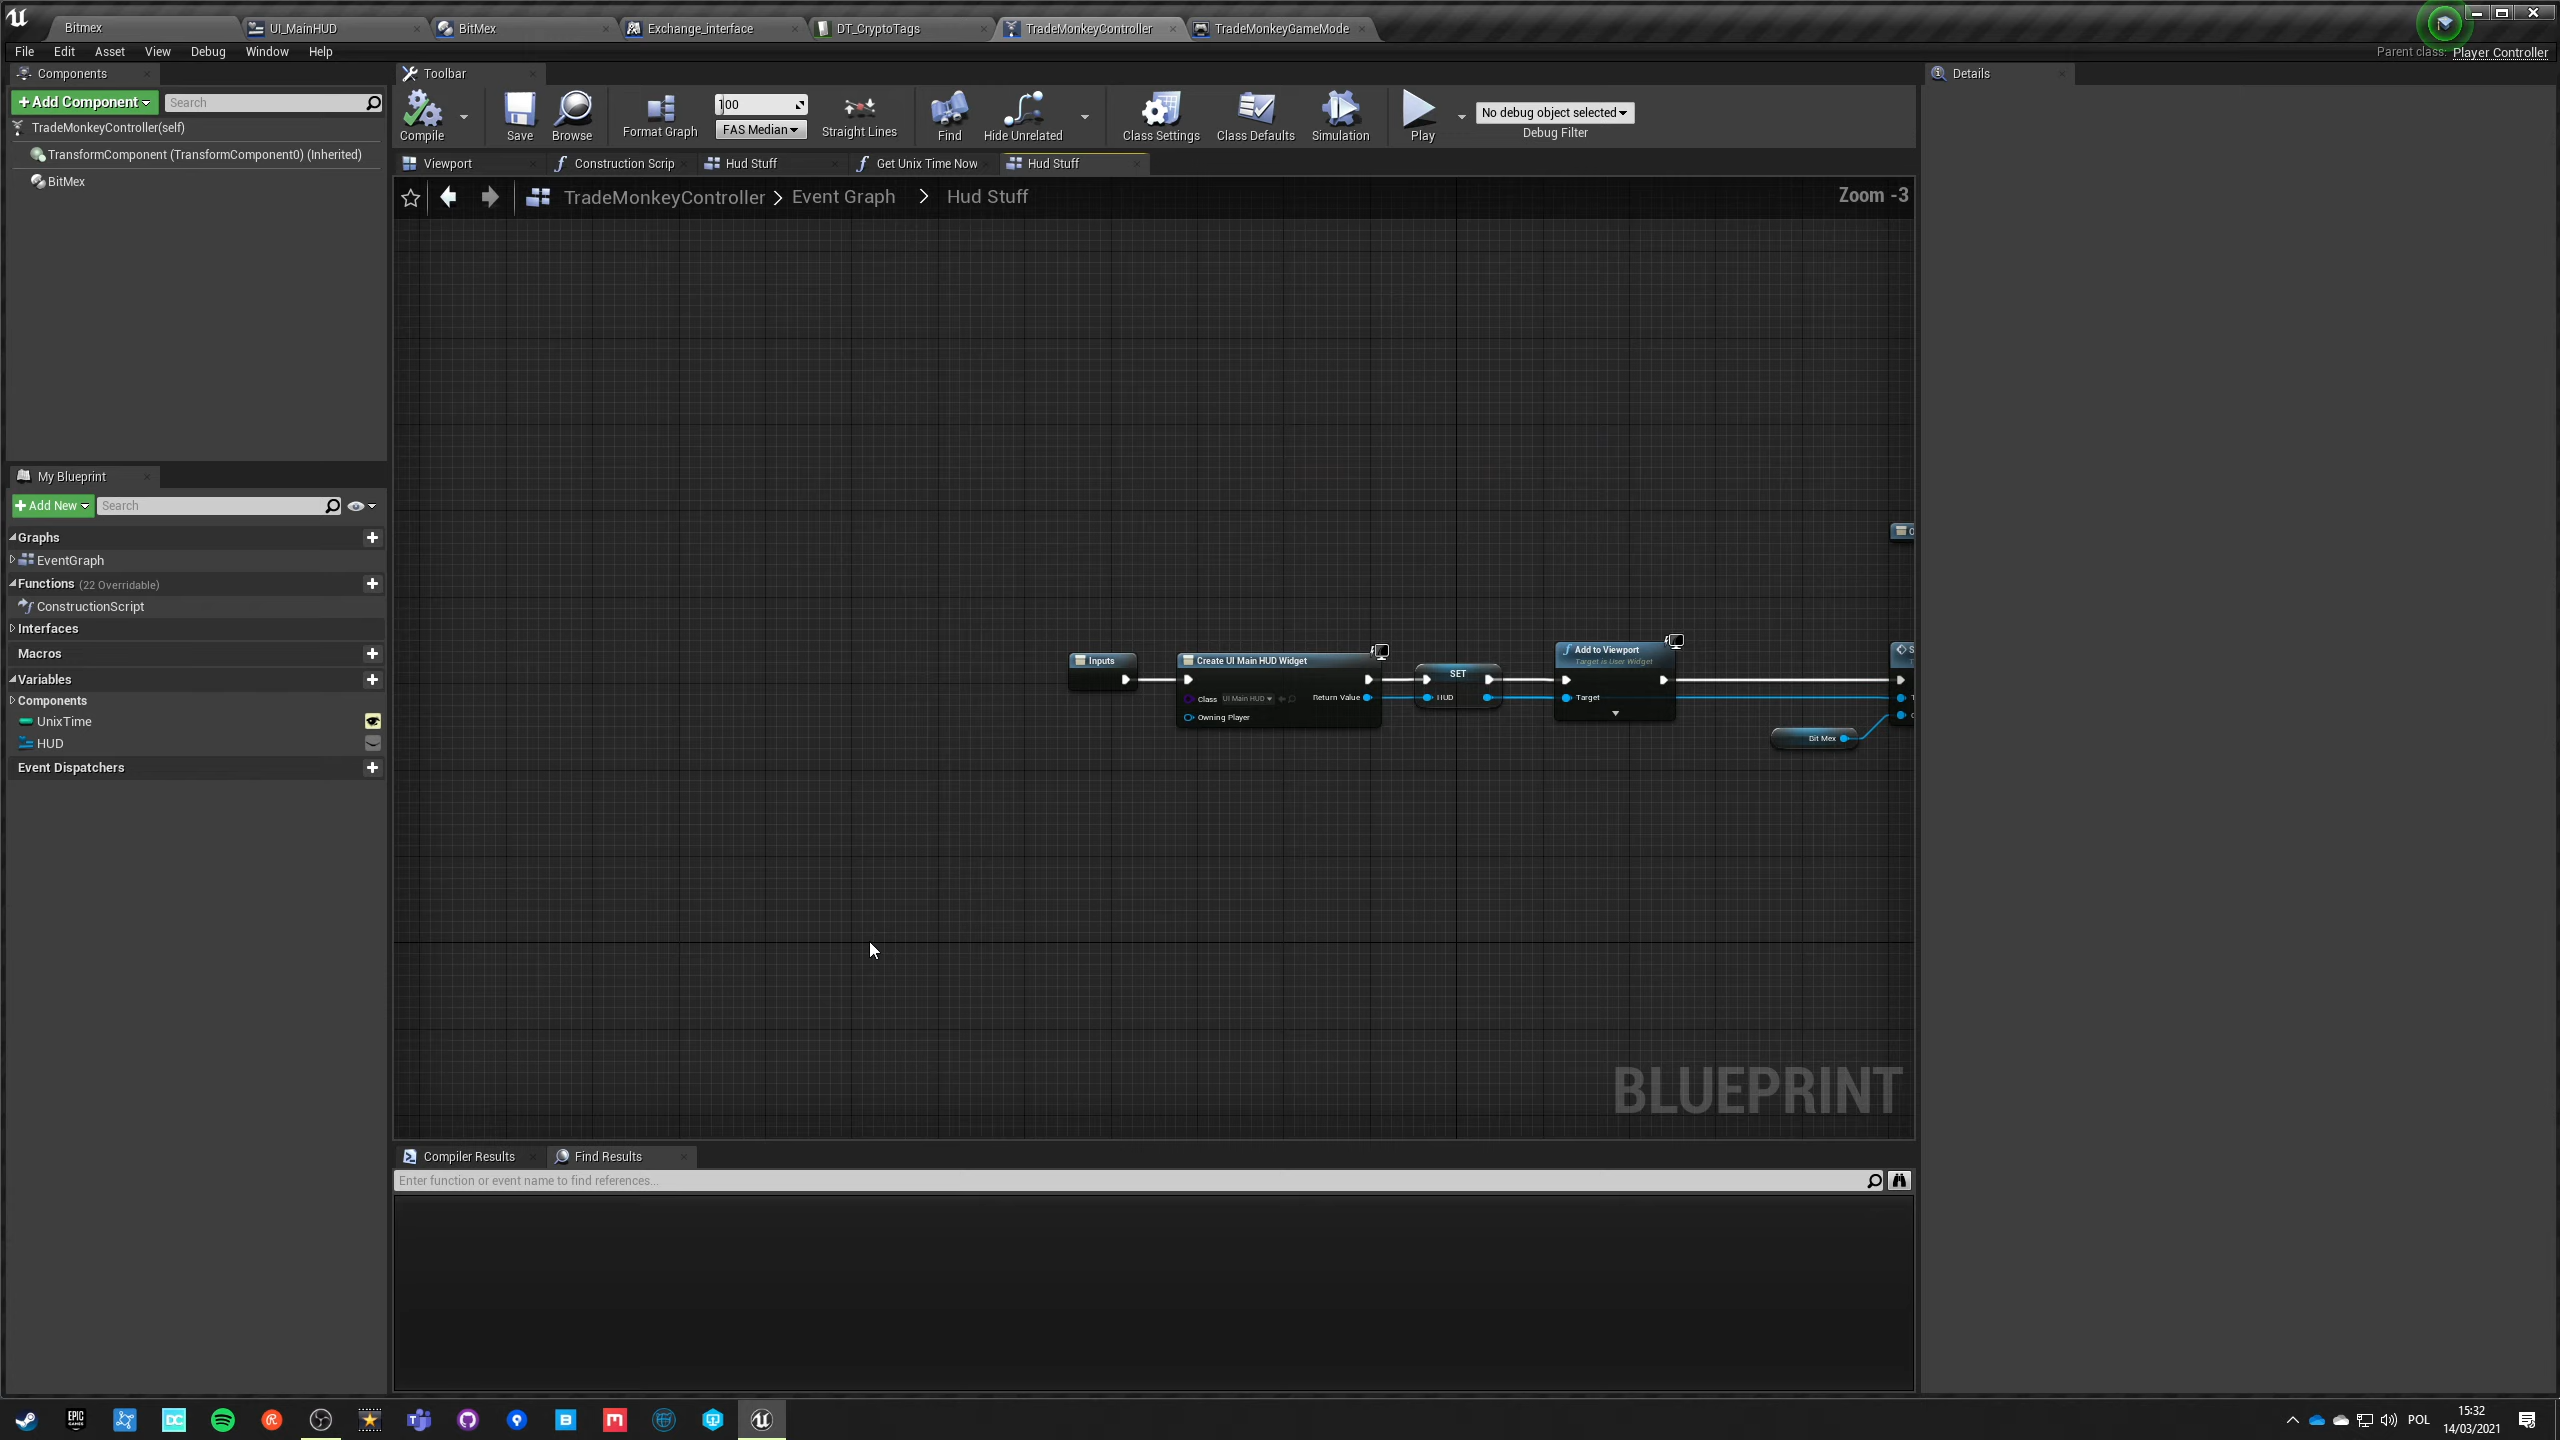 Bitmex
UI_MainHUD
BitMex
Exchange_interface
DT_CryptoTags
TradeMonkeyController
TradeMonkeyGameMode
File Edit Asset View Debug Window Help
Parent class: Player Controller
Components
Toolbar
Details
+Add Component
Search
100
FAS Median
No debug object selected
Compile
Save
Browse
Format Graph
Straight Lines
Find
Hide Unrelated
Class Settings
Class Defaults
Simulation
Play
Debug Filter
TradeMonkeyController(self)
TransformComponent (TransformComponent0) (Inherited)
BitMex
Viewport
Construction Scrip
Hud Stuff
Get Unix Time Now
Hud Stuff
TradeMonkeyController > Event Graph > Hud Stuff
Zoom -3
My Blueprint
+Add New
Search
Graphs
EventGraph
Functions (22 Overridable)
ConstructionScript
Interfaces
Macros
Variables
Components
UnixTime
HUD
Event Dispatchers
Inputs
Create UI Main HUD Widget
Class UI Main HUD
Return Value
Owning Player
SET
HUD
Add to Viewport
Target is User Widget
Target
Bit Mex
BLUEPRINT
Compiler Results
Find Results
Enter function or event name to find references...
EPIC
GAMES
DC
B
M
POL
15:32
14/03/2021